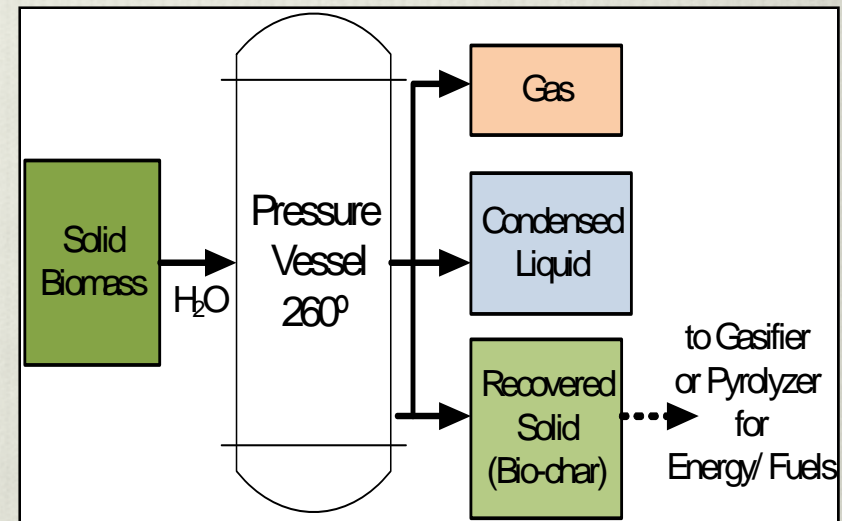 Solid
Biomass
H₂O
Pressure
Vessel
260º
Gas
Condensed
Liquid
Recovered
Solid
(Bio-char)
to Gasifier
or Pyrolyzer
for
Energy/ Fuels